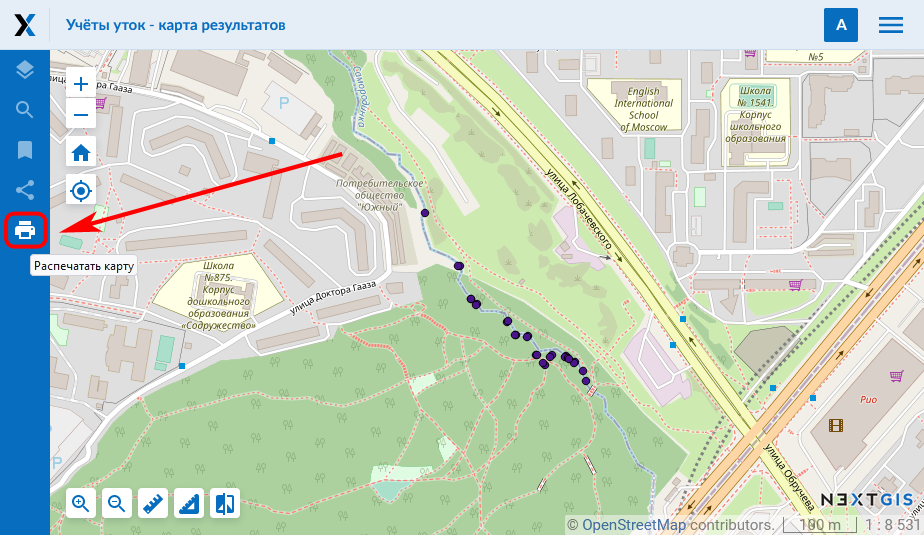 Учёты уток - карта результатов
A
№5
улица Доктора Гааза
P
Самородинка
English
International
School
of Moscow
Школа
№ 1541.
Корпус
школьного
образования
Потребительское
общество
"Южный"
улица Лобачевского
Распечатать карту
Школа
№875.
Корпус
дошкольного
образования
«Содружество»
улица Доктора Гааза
Рио
P
улица Обручева
NEXTGIS
© OpenStreetMap contributors.
100 m
1 : 8 531